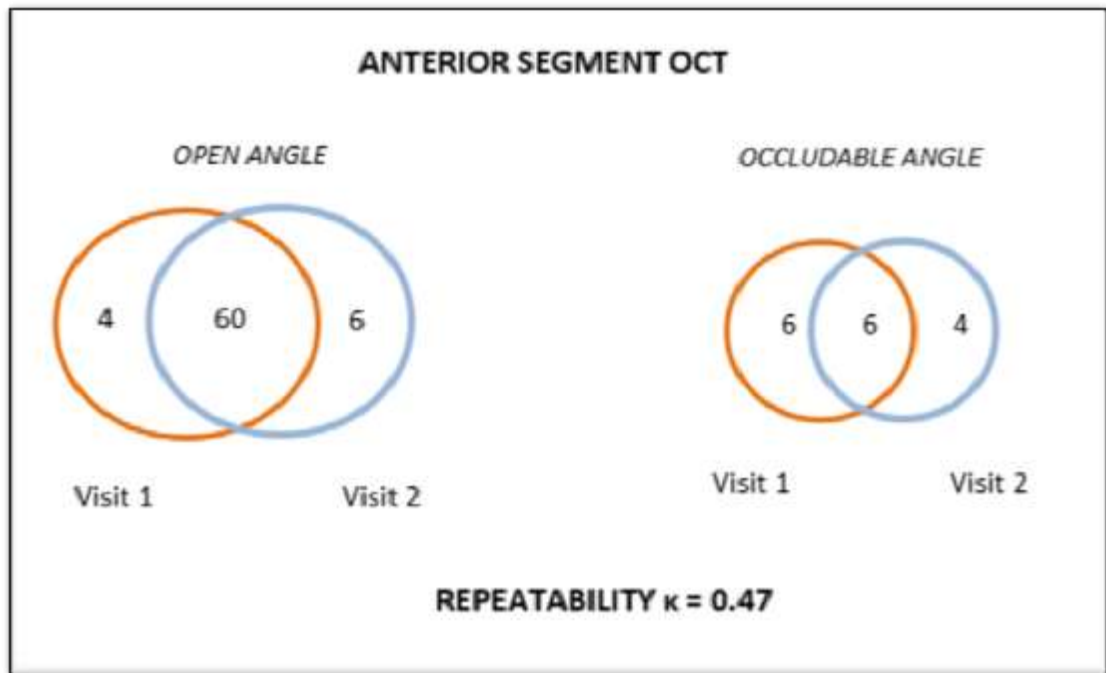 ANTERIOR SEGMENT OCT
OPEN ANGLE
4 60 6
Visit 1 Visit 2
OCCLUDABLE ANGLE
6 6 4
Visit 1 Visit 2
REPEATABILITY κ = 0.47